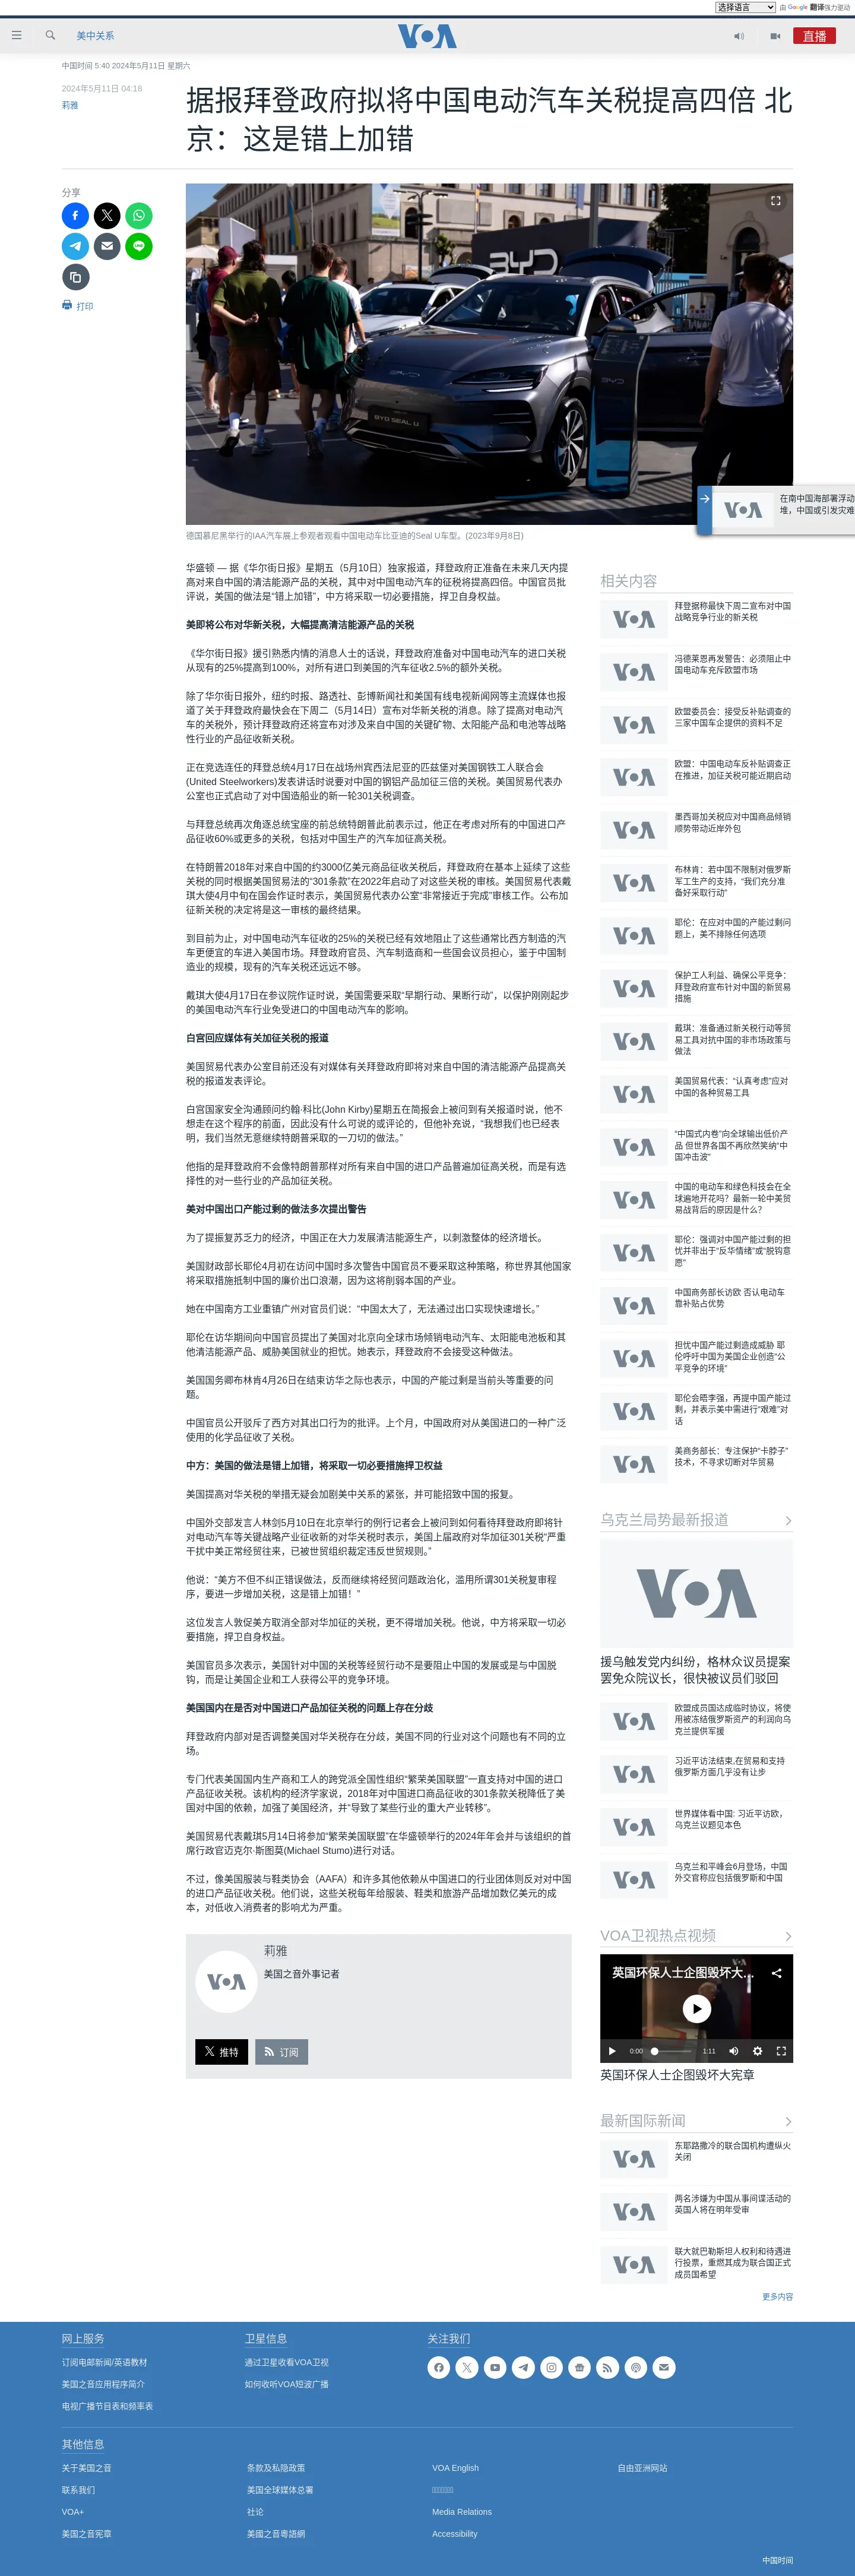 选择语言 由 Google 翻译强力驱动
美中关系
VOA
直播
中国时间 5:40 2024年5月11日 星期六
2024年5月11日 04:18
莉雅
据报拜登政府拟将中国电动汽车关税提高四倍 北
京：这是错上加错
分享
打印
BYD
BYD SEAL U
在南中国海部署浮动
堆，中国或引发灾难
德国慕尼黑举行的IAA汽车展上参观者观看中国电动车比亚迪的Seal U车型。(2023年9月8日)
华盛顿 — 据《华尔街日报》星期五（5月10日）独家报道，拜登政府正准备在未来几天内提
高对来自中国的清洁能源产品的关税，其中对中国电动汽车的征税将提高四倍。中国官员批
评说，美国的做法是“错上加错”，中方将采取一切必要措施，捍卫自身权益。
美即将公布对华新关税，大幅提高清洁能源产品的关税
《华尔街日报》援引熟悉内情的消息人士的话说，拜登政府准备对中国电动汽车的进口关税
从现有的25%提高到100%，对所有进口到美国的汽车征收2.5%的额外关税。
除了华尔街日报外，纽约时报、路透社、彭博新闻社和美国有线电视新闻网等主流媒体也报
道了关于拜登政府最快会在下周二（5月14日）宣布对华新关税的消息。除了提高对电动汽
车的关税外，预计拜登政府还将宣布对涉及来自中国的关键矿物、太阳能产品和电池等战略
性行业的产品征收新关税。
正在竞选连任的拜登总统4月17日在战场州宾西法尼亚的匹兹堡对美国钢铁工人联合会
(United Steelworkers)发表讲话时说要对中国的钢铝产品加征三倍的关税。美国贸易代表办
公室也正式启动了对中国造船业的新一轮301关税调查。
与拜登总统再次角逐总统宝座的前总统特朗普此前表示过，他正在考虑对所有的中国进口产
品征收60%或更多的关税，包括对中国生产的汽车加征高关税。
在特朗普2018年对来自中国的约3000亿美元商品征收关税后，拜登政府在基本上延续了这些
关税的同时根据美国贸易法的“301条款”在2022年启动了对这些关税的审核。美国贸易代表戴
琪大使4月中旬在国会作证时表示，美国贸易代表办公室“非常接近于完成”审核工作。公布加
征新关税的决定将是这一审核的最终结果。
到目前为止，对中国电动汽车征收的25%的关税已经有效地阻止了这些通常比西方制造的汽
车更便宜的车进入美国市场。拜登政府官员、汽车制造商和一些国会议员担心，鉴于中国制
造业的规模，现有的汽车关税还远远不够。
戴琪大使4月17日在参议院作证时说，美国需要采取“早期行动、果断行动”，以保护刚刚起步
的美国电动汽车行业免受进口的中国电动汽车的影响。
白宫回应媒体有关加征关税的报道
美国贸易代表办公室目前还没有对媒体有关拜登政府即将对来自中国的清洁能源产品提高关
税的报道发表评论。
白宫国家安全沟通顾问约翰·科比(John Kirby)星期五在简报会上被问到有关报道时说，他不
想走在这个程序的前面，因此没有什么可说的或评论的，但他补充说，“我想我们也已经表
明，我们当然无意继续特朗普采取的一刀切的做法。”
他指的是拜登政府不会像特朗普那样对所有来自中国的进口产品普遍加征高关税，而是有选
择性的对一些行业的产品加征关税。
美对中国出口产能过剩的做法多次提出警告
为了提振复苏乏力的经济，中国正在大力发展清洁能源生产，以刺激整体的经济增长。
美国财政部长耶伦4月初在访问中国时多次警告中国官员不要采取这种策略，称世界其他国家
将采取措施抵制中国的廉价出口浪潮，因为这将削弱本国的产业。
她在中国南方工业重镇广州对官员们说：“中国太大了，无法通过出口实现快速增长。”
耶伦在访华期间向中国官员提出了美国对北京向全球市场倾销电动汽车、太阳能电池板和其
他清洁能源产品、威胁美国就业的担忧。她表示，拜登政府不会接受这种做法。
美国国务卿布林肯4月26日在结束访华之际也表示，中国的产能过剩是当前头等重要的问
题。
中国官员公开驳斥了西方对其出口行为的批评。上个月，中国政府对从美国进口的一种广泛
使用的化学品征收了关税。
中方：美国的做法是错上加错，将采取一切必要措施捍卫权益
美国提高对华关税的举措无疑会加剧美中关系的紧张，并可能招致中国的报复。
中国外交部发言人林剑5月10日在北京举行的例行记者会上被问到如何看待拜登政府即将针
对电动汽车等关键战略产业征收新的对华关税时表示，美国上届政府对华加征301关税“严重
干扰中美正常经贸往来，已被世贸组织裁定违反世贸规则。”
他说：“美方不但不纠正错误做法，反而继续将经贸问题政治化，滥用所谓301关税复审程
序，要进一步增加关税，这是错上加错！”
这位发言人敦促美方取消全部对华加征的关税，更不得增加关税。他说，中方将采取一切必
要措施，捍卫自身权益。
美国官员多次表示，美国针对中国的关税等经贸行动不是要阻止中国的发展或是与中国脱
钩，而是让美国企业和工人获得公平的竞争环境。
美国国内在是否对中国进口产品加征关税的问题上存在分歧
拜登政府内部对是否调整美国对华关税存在分歧，美国不同的行业对这个问题也有不同的立
场。
专门代表美国国内生产商和工人的跨党派全国性组织“繁荣美国联盟”一直支持对中国的进口
产品征收关税。该机构的经济学家说，2018年对中国进口商品征收的301条款关税降低了美
国对中国的依赖，加强了美国经济，并“导致了某些行业的重大产业转移”。
美国贸易代表戴琪5月14日将参加“繁荣美国联盟”在华盛顿举行的2024年年会并与该组织的首
席行政官迈克尔·斯图莫(Michael Stumo)进行对话。
不过，像美国服装与鞋类协会（AAFA）和许多其他依赖从中国进口的行业团体则反对对中国
的进口产品征收关税。他们说，这些关税每年给服装、鞋类和旅游产品增加数亿美元的成
本，对低收入消费者的影响尤为严重。
莉雅
美国之音外事记者
推特
订阅
相关内容
拜登据称最快下周二宣布对中国
战略竞争行业的新关税
冯德莱恩再发警告：必须阻止中
国电动车充斥欧盟市场
欧盟委员会：接受反补贴调查的
三家中国车企提供的资料不足
欧盟：中国电动车反补贴调查正
在推进，加征关税可能近期启动
墨西哥加关税应对中国商品倾销
顺势带动近岸外包
布林肯：若中国不限制对俄罗斯
军工生产的支持，“我们充分准
备好采取行动”
耶伦：在应对中国的产能过剩问
题上，美不排除任何选项
保护工人利益、确保公平竞争：
拜登政府宣布针对中国的新贸易
措施
戴琪：准备通过新关税行动等贸
易工具对抗中国的非市场政策与
做法
美国贸易代表：“认真考虑”应对
中国的各种贸易工具
“中国式内卷”向全球输出低价产
品 但世界各国不再欣然笑纳“中
国冲击波”
中国的电动车和绿色科技会在全
球遍地开花吗？最新一轮中美贸
易战背后的原因是什么？
耶伦：强调对中国产能过剩的担
忧并非出于“反华情绪”或“脱钩意
愿”
中国商务部长访欧 否认电动车
靠补贴占优势
担忧中国产能过剩造成威胁 耶
伦呼吁中国为美国企业创造“公
平竞争的环境”
耶伦会晤李强，再提中国产能过
剩，并表示美中需进行“艰难”对
话
美商务部长：专注保护“卡脖子”
技术，不寻求切断对华贸易
乌克兰局势最新报道
援乌触发党内纠纷，格林众议员提案
罢免众院议长，很快被议员们驳回
欧盟成员国达成临时协议，将使
用被冻结俄罗斯资产的利润向乌
克兰提供军援
习近平访法结束,在贸易和支持
俄罗斯方面几乎没有让步
世界媒体看中国: 习近平访欧，
乌克兰议题见本色
乌克兰和平峰会6月登场，中国
外交官称应包括俄罗斯和中国
VOA卫视热点视频
英国环保人士企图毁坏大...
0:00 1:11
英国环保人士企图毁坏大宪章
最新国际新闻
东耶路撒冷的联合国机构遭纵火
关闭
两名涉嫌为中国从事间谍活动的
英国人将在明年受审
联大就巴勒斯坦人权利和待遇进
行投票，重燃其成为联合国正式
成员国希望
更多内容
网上服务
订阅电邮新闻/英语教材
美国之音应用程序简介
电视广播节目表和频率表
卫星信息
通过卫星收看VOA卫视
如何收听VOA短波广播
关注我们
其他信息
关于美国之音
联系我们
VOA+
美国之音宪章
条款及私隐政策
美国全球媒体总署
社论
美國之音粵語網
VOA English
Media Relations
Accessibility
自由亚洲网站
中国时间